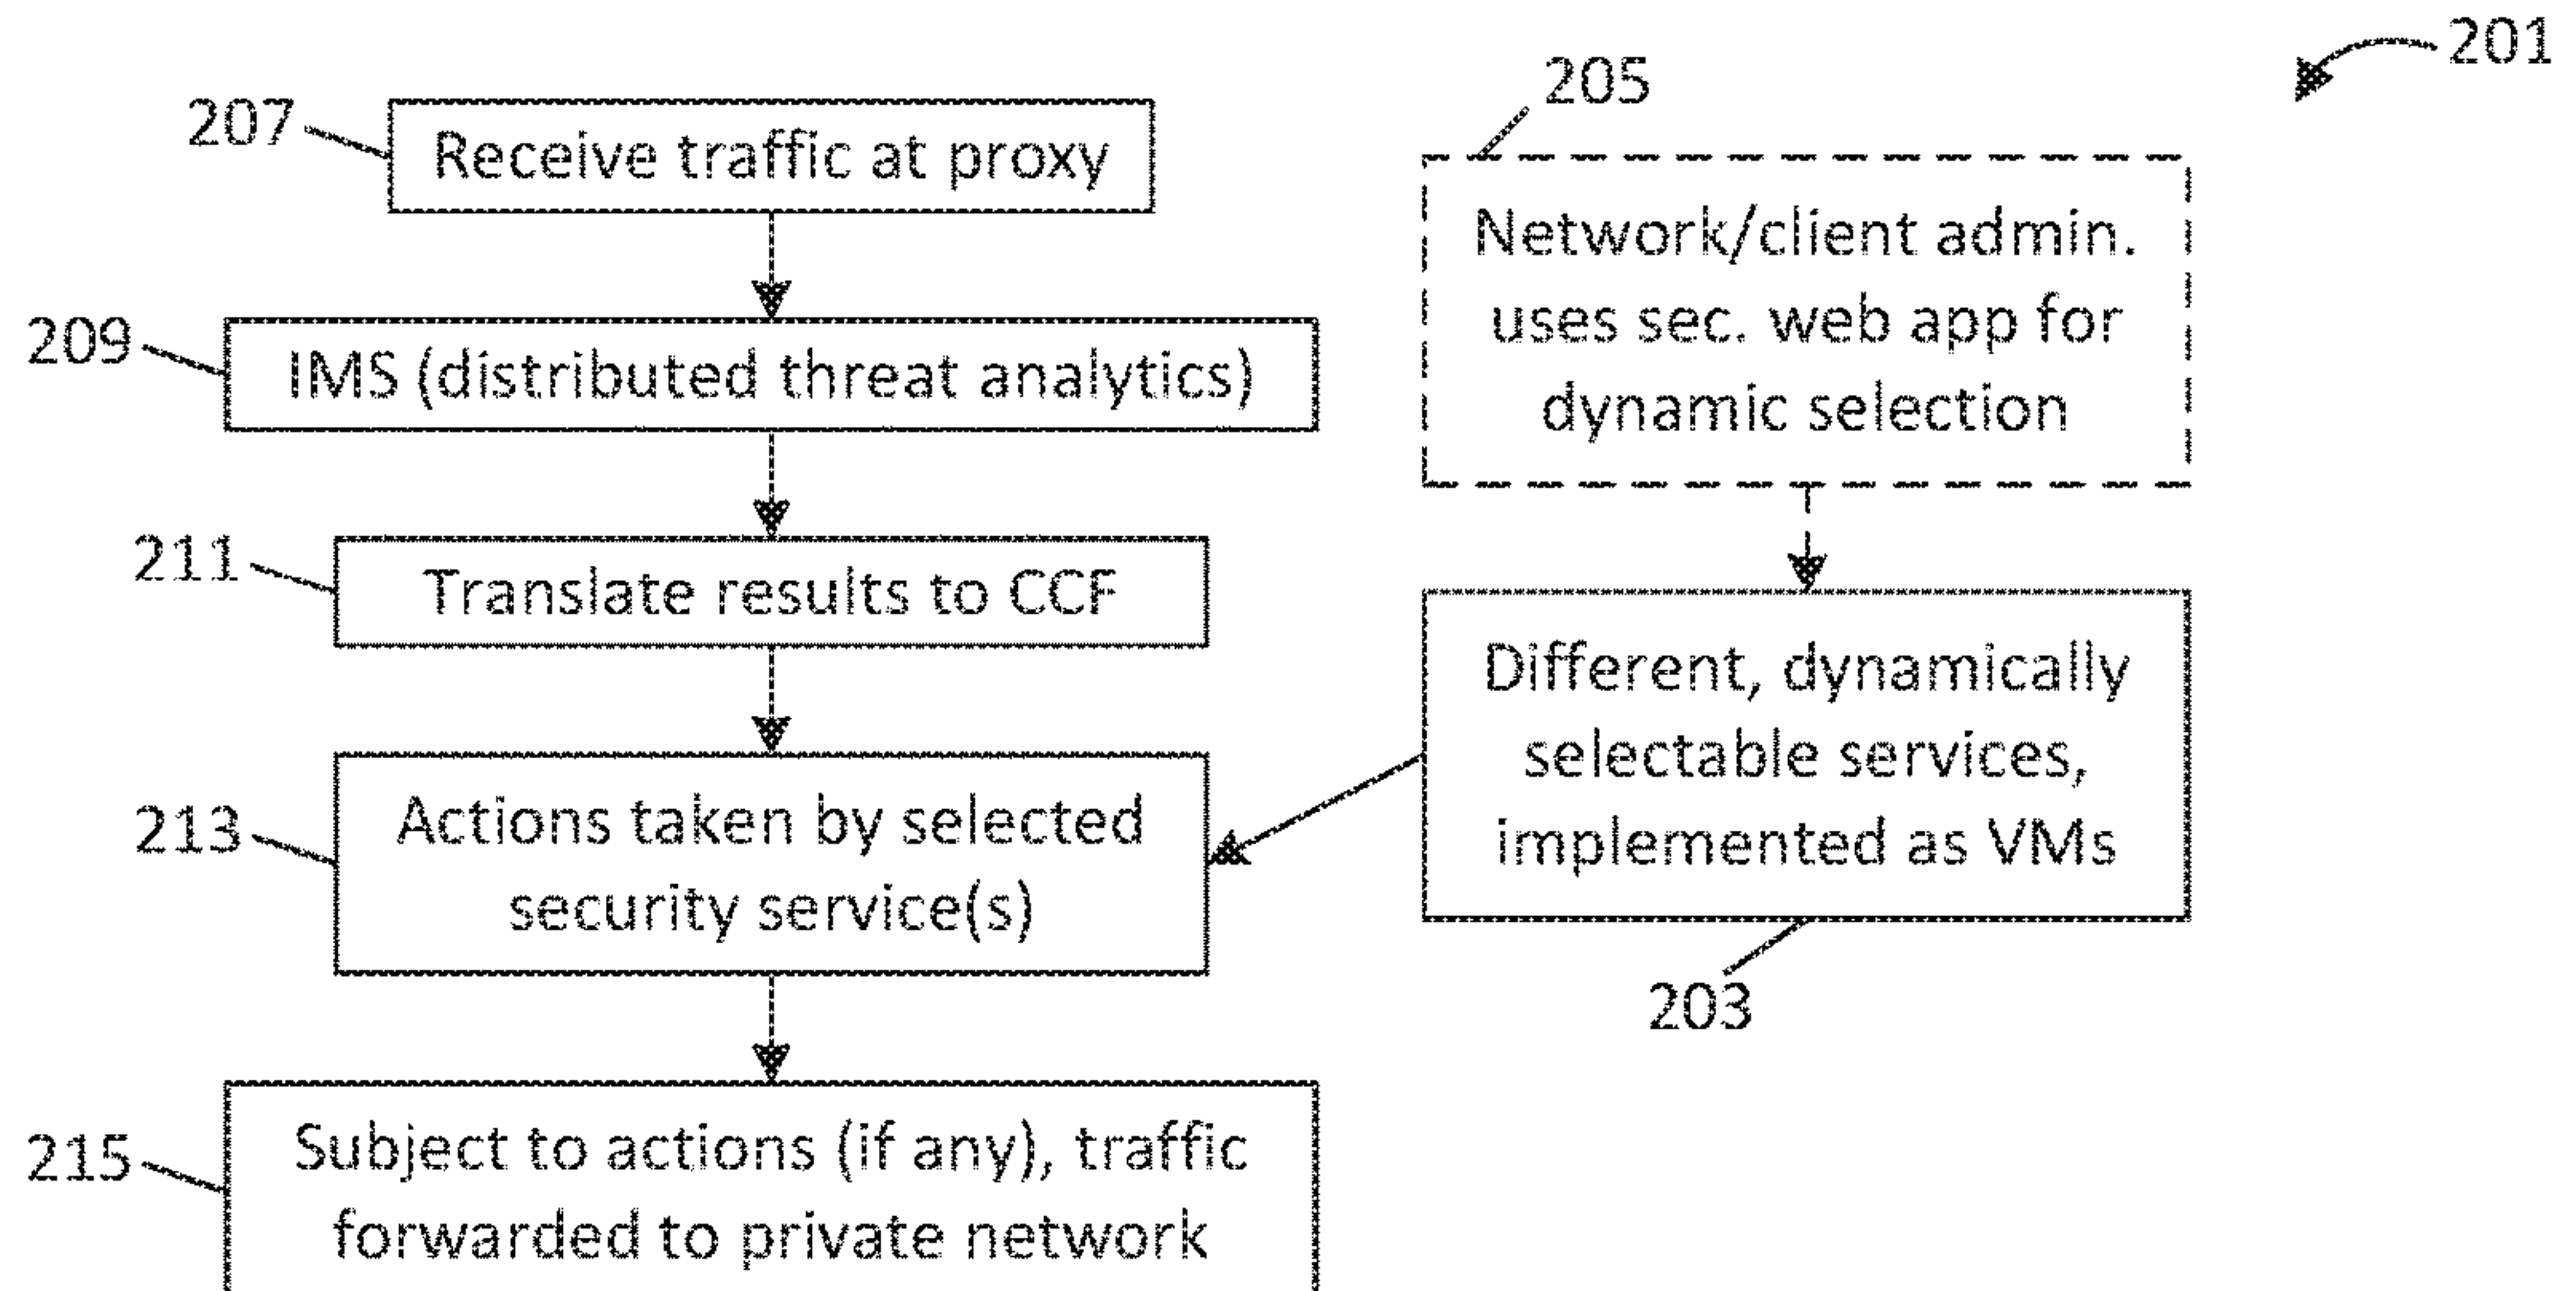 201
205
207
Receive traffic at proxy
Network/client admin.
uses sec. web app for
dynamic selection
209
IMS (distributed threat analytics)
211
Translate results to CCF
Different, dynamically
selectable services,
implemented as VMs
203
213
Actions taken by selected
security service(s)
215
Subject to actions (if any), traffic
forwarded to private network